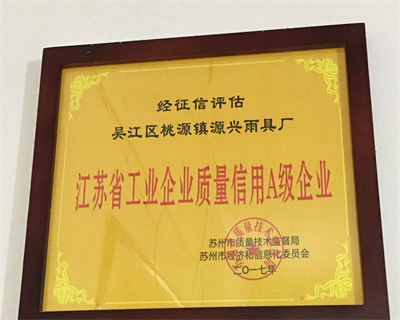 经征信评估
吴江区桃源镇源兴雨具厂
江苏省工业企业质量信用A级企业
苏州市质量技术监督局
苏州市经济和信息化委员会
二〇一七年